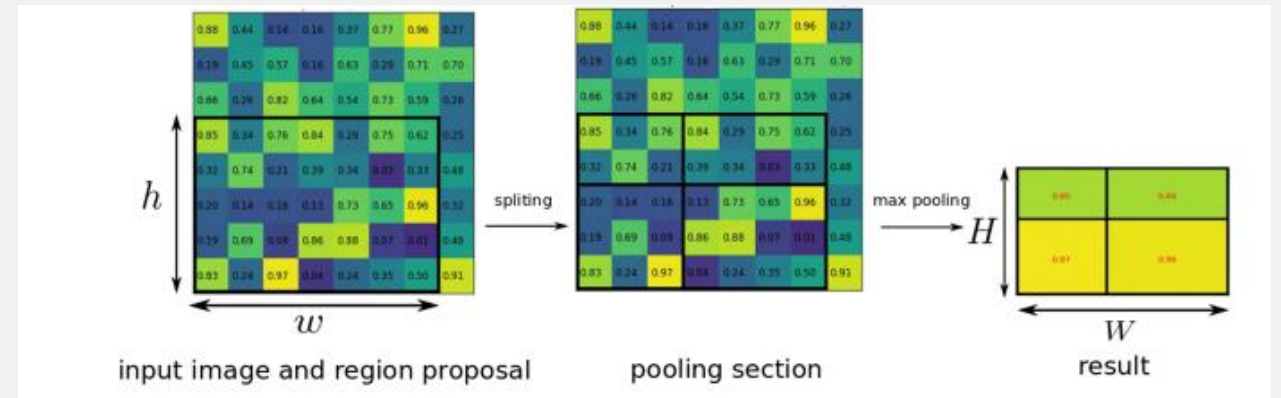 0.88 0.44 0.14 0.16 0.37 0.77 0.96 0.27
0.19 0.45 0.57 0.16 0.63 0.29 0.71 0.70
0.66 0.26 0.82 0.64 0.54 0.73 0.59 0.26
0.85 0.34 0.76 0.84 0.29 0.75 0.62 0.25
0.32 0.74 0.21 0.39 0.34 0.03 0.33 0.48
0.20 0.14 0.16 0.13 0.73 0.65 0.96 0.32
0.19 0.69 0.09 0.86 0.88 0.07 0.01 0.48
0.83 0.24 0.97 0.04 0.24 0.35 0.50 0.91
h
w
input image and region proposal
spliting
0.88 0.44 0.14 0.16 0.37 0.77 0.96 0.27
0.19 0.45 0.57 0.16 0.63 0.29 0.71 0.70
0.66 0.26 0.82 0.64 0.54 0.73 0.59 0.26
0.85 0.34 0.76 0.84 0.29 0.75 0.62 0.25
0.32 0.74 0.21 0.39 0.34 0.03 0.33 0.48
0.20 0.14 0.16 0.13 0.73 0.65 0.96 0.32
0.19 0.69 0.09 0.86 0.88 0.07 0.01 0.48
0.83 0.24 0.97 0.04 0.24 0.35 0.50 0.91
pooling section
max pooling
H
0.85 0.84
0.97 0.96
W
result